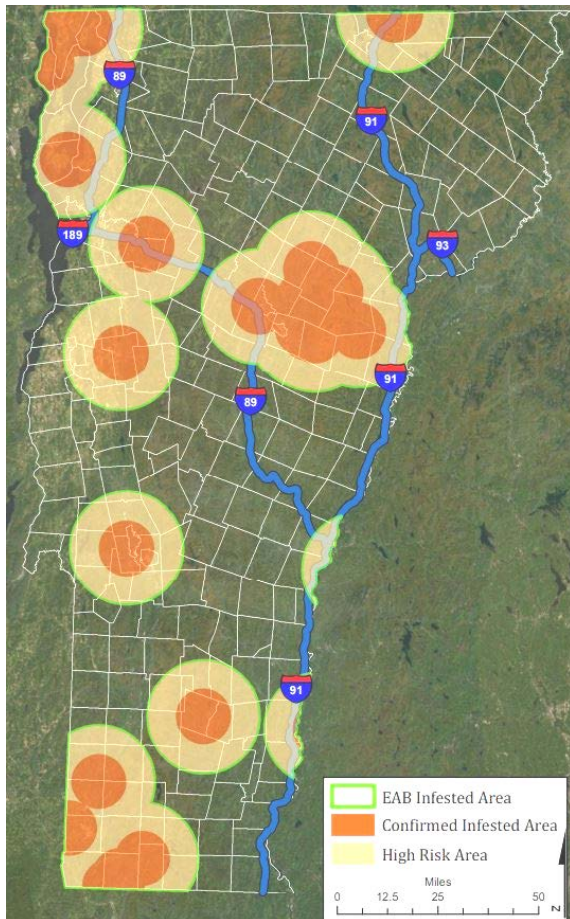 89
91
189
93
89
91
91
EAB Infested Area
Confirmed Infested Area
High Risk Area
Miles
0 12.5 25 50
Z